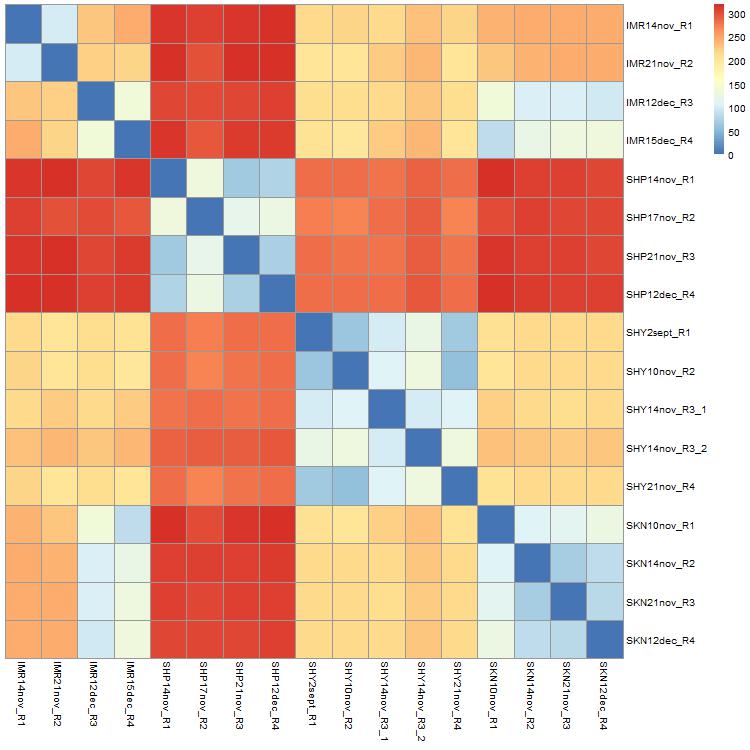 IMR14nov_R1
IMR21nov_R2
IMR12dec_R3
IMR15dec_R4
SHP14nov_R1
SHP17nov_R2
SHP21nov_R3
SHP12dec_R4
SHY2sept_R1
SHY10nov_R2
SHY14nov_R3_1
SHY14nov_R3_2
SHY21nov_R4
SKN10nov_R1
SKN14nov_R2
SKN21nov_R3
SKN12dec_R4
300
250
200
150
100
50
0
IMR14nov_R1
IMR21nov_R2
IMR12dec_R3
IMR15dec_R4
SHP14nov_R1
SHP17nov_R2
SHP21nov_R3
SHP12dec_R4
SHY2sept_R1
SHY10nov_R2
SHY14nov_R3_1
SHY14nov_R3_2
SHY21nov_R4
SKN10nov_R1
SKN14nov_R2
SKN21nov_R3
SKN12dec_R4